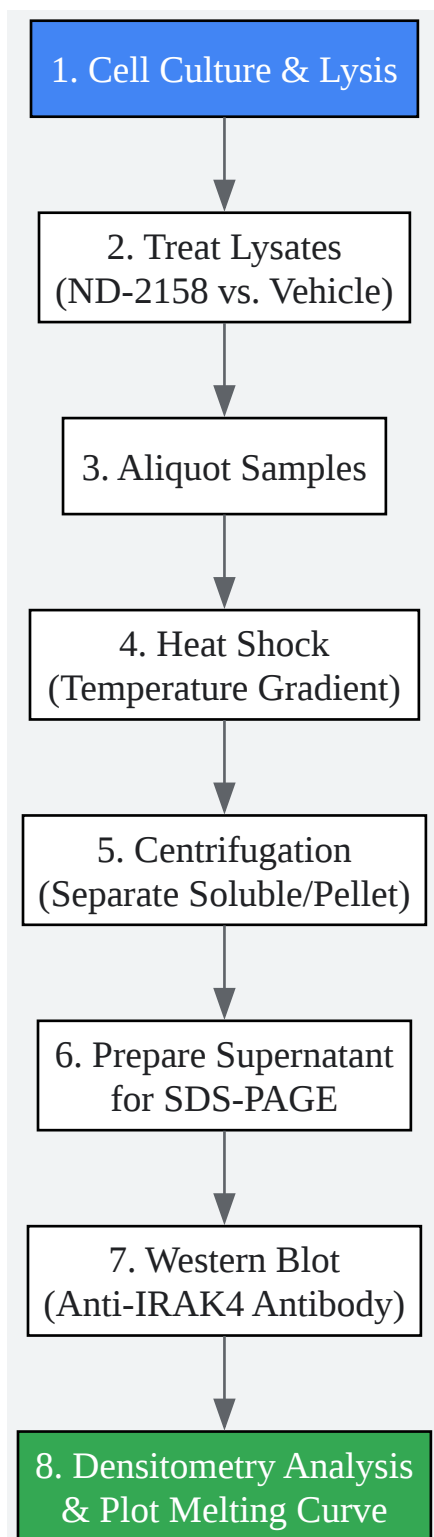 1. Cell Culture & Lysis
2. Treat Lysates
(ND-2158 vs. Vehicle)
3. Aliquot Samples
4. Heat Shock
(Temperature Gradient)
5. Centrifugation
(Separate Soluble/Pellet)
6. Prepare Supernatant
for SDS-PAGE
7. Western Blot
(Anti-IRAK4 Antibody)
8. Densitometry Analysis
& Plot Melting Curve